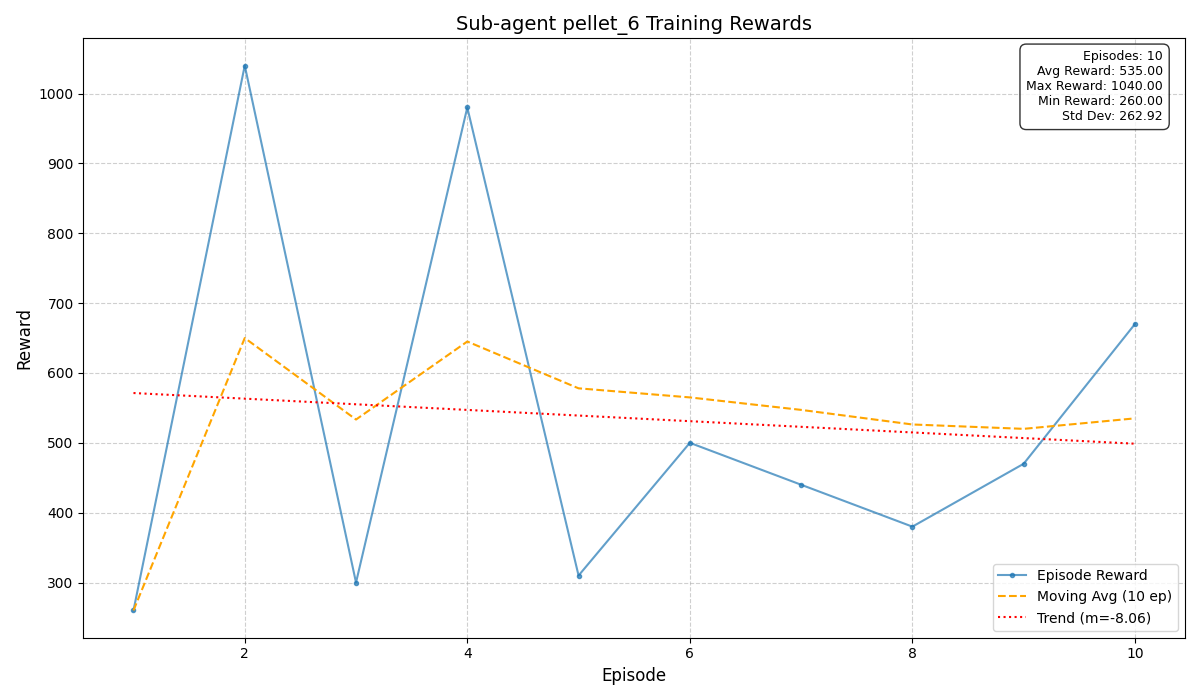 Sub-agent pellet_6 Training Rewards
Episodes: 10
Avg Reward: 535.00
Max Reward: 1040.00
Min Reward: 260.00
Std Dev: 262.92
Reward
1000
900
800
700
600
500
400
300
Episode Reward
Moving Avg (10 ep)
Trend (m=-8.06)
2 4 6 8 10
Episode